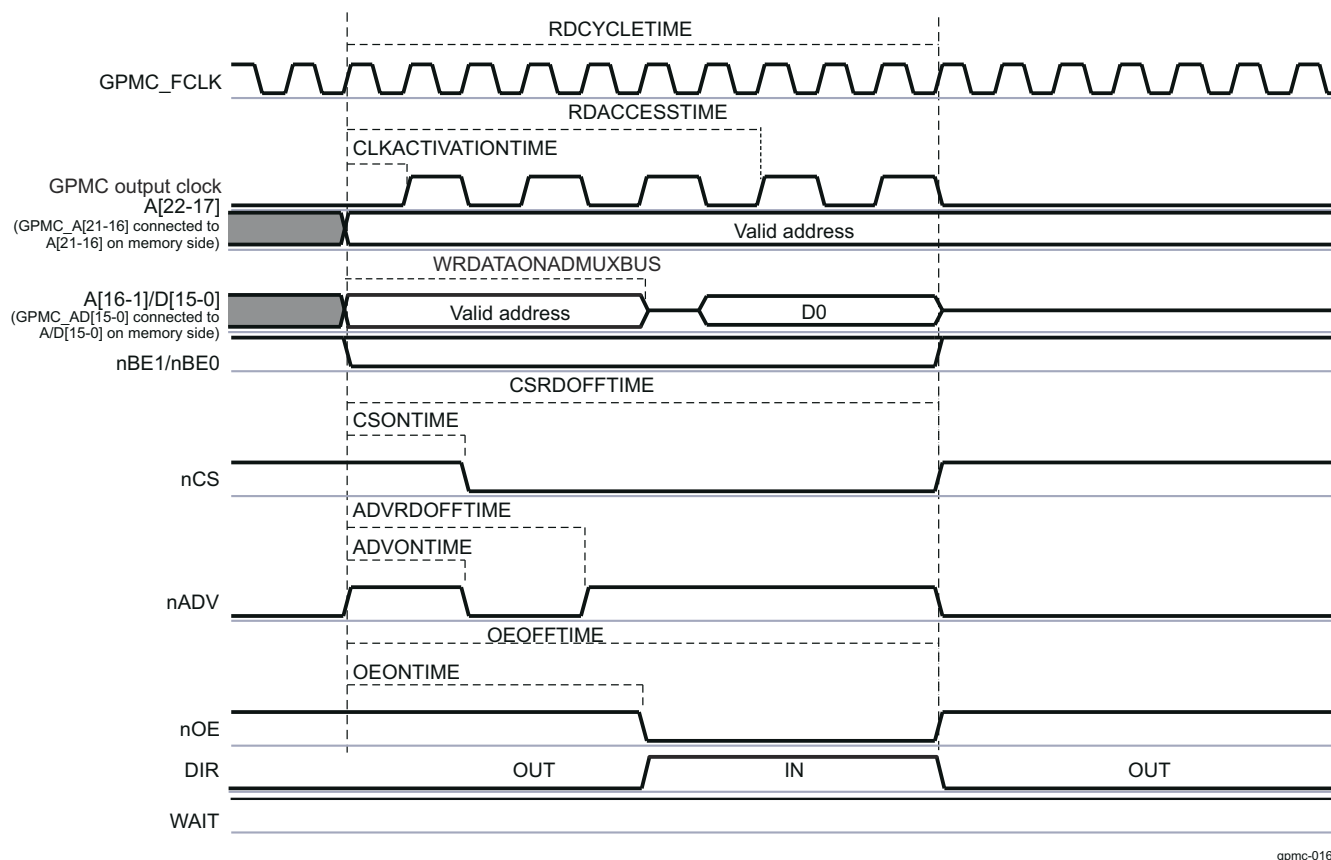 RDCYCLETIME
GPMC_FCLK
RDACCESSTIME
CLKACTIVATIONTIME
GPMC output clock
A[22-17]
(GPMC_A[21-16] connected to
A[21-16] on memory side)
Valid address
WRDATAONADMUXBUS
A[16-1]/D[15-0]
(GPMC_AD[15-0] connected to
A/D[15-0] on memory side)
Valid address
D0
nBE1/nBE0
CSRDOFFTIME
CSONTIME
nCS
ADVRDOFFTIME
ADVONTIME
nADV
OEOFFTIME
OEONTIME
nOE
DIR
OUT
IN
OUT
WAIT
gpmc-016